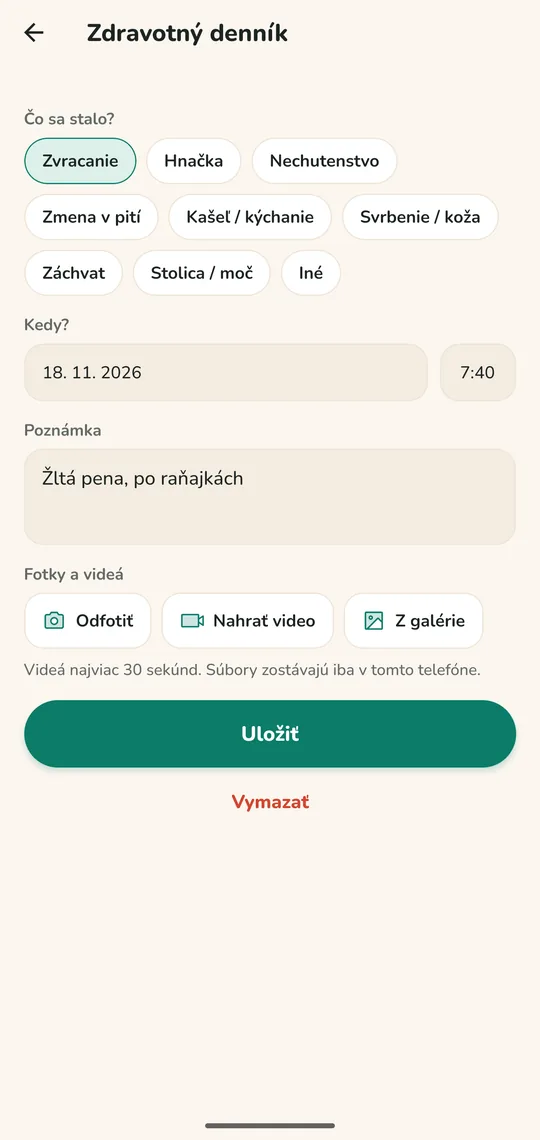 Zdravotný denník
Čo sa stalo?
Zvracanie
Hnačka
Nechutenstvo
Zmena v pití
Kašeľ / kýchanie
Svrbenie / koža
Záchvat
Stolica / moč
Iné
Kedy?
18. 11. 2026
7:40
Poznámka
Žltá pena, po raňajkách
Fotky a videá
Odfotiť
Nahrať video
Z galérie
Videá najviac 30 sekúnd. Súbory zostávajú iba v tomto telefóne.
Uložiť
Vymazať